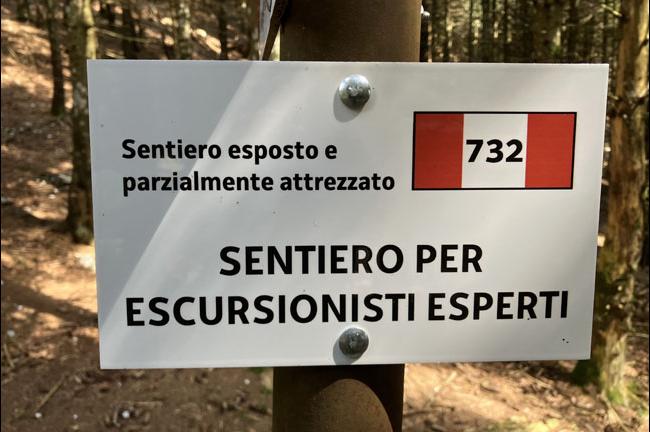 Sentiero esposto e
parzialmente attrezzato
732
SENTIERO PER
ESCURSIONISTI ESPERTI